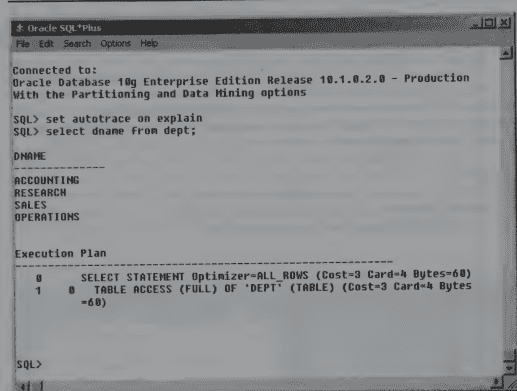 Oracle SQL*Plus
File Edit Search Options Help
Connected to:
Oracle Database 10g Enterprise Edition Release 10.1.0.2.0 - Production
With the Partitioning and Data Mining options
SQL> set autotrace on explain
SQL> select dname from dept;
DNAME
--------------
ACCOUNTING
RESEARCH
SALES
OPERATIONS
Execution Plan
----------------------------------------------------------
0 SELECT STATEMENT Optimizer=ALL_ROWS (Cost=3 Card=4 Bytes=60)
1 0 TABLE ACCESS (FULL) OF 'DEPT' (TABLE) (Cost=3 Card=4 Bytes
=60)
SQL>